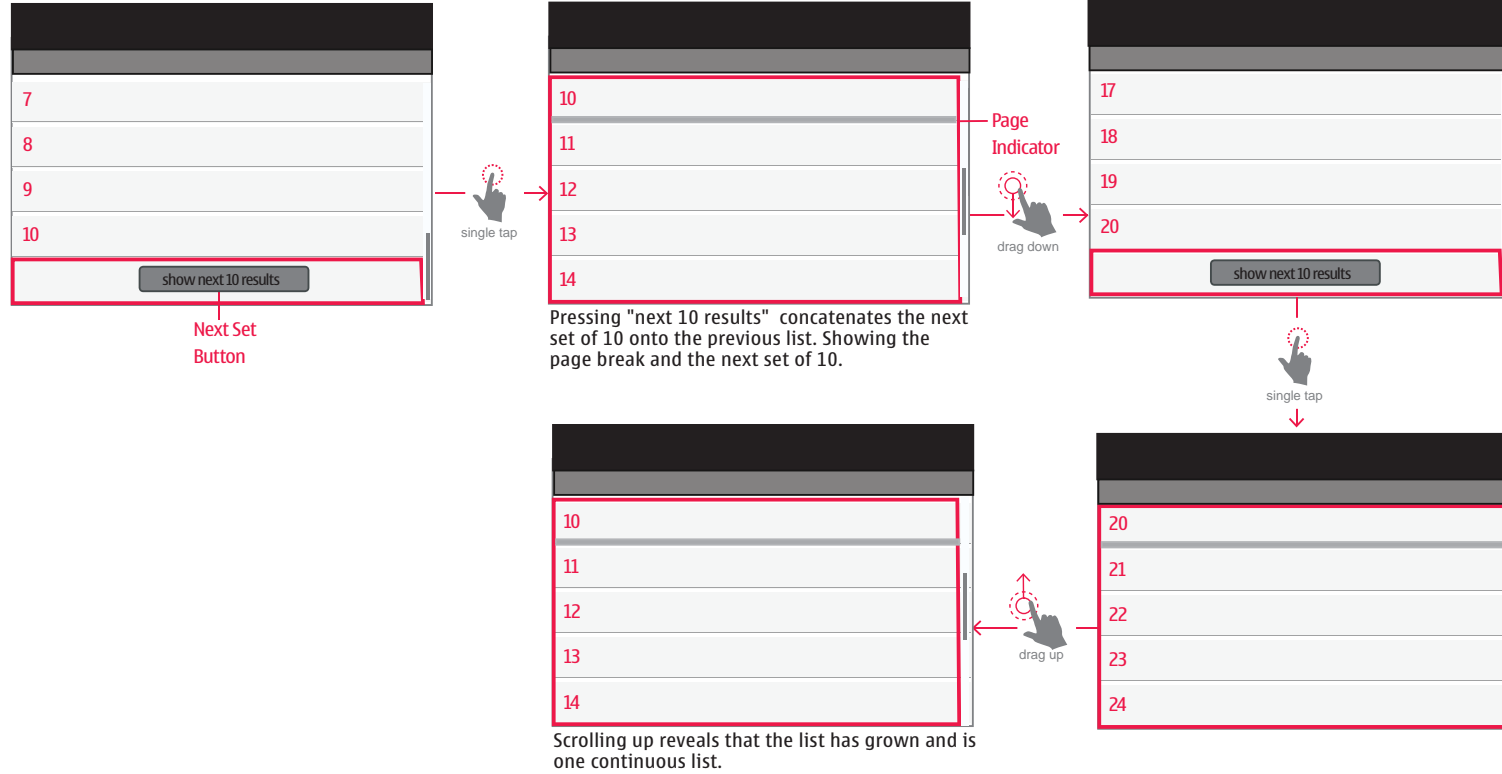 7
8
9
10
show next 10 results
Next Set
Button
single tap
10
11
12
13
14
Page
Indicator
Pressing "next 10 results"  concatenates the next
set of 10 onto the previous list. Showing the
page break and the next set of 10.
drag down
17
18
19
20
show next 10 results
single tap
20
21
22
23
24
drag up
10
11
12
13
14
Scrolling up reveals that the list has grown and is
one continuous list.